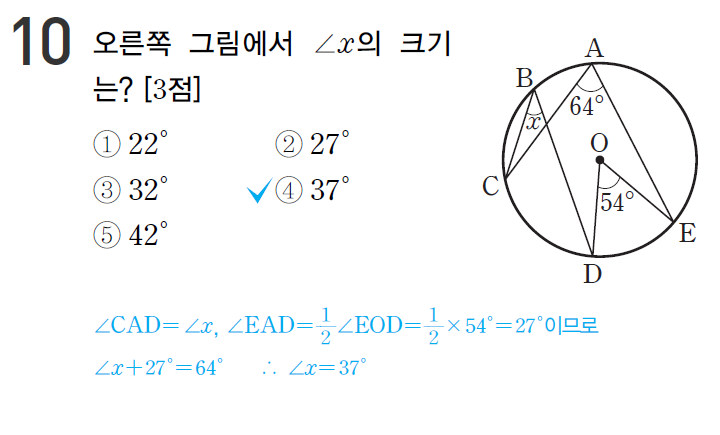 10 오른쪽 그림에서 ∠x의 크기
는? [3점]
① 22° ② 27°
③ 32° ④ 37°
⑤ 42°
A
B
64°
x
O
C
54°
E
D
∠CAD=∠x, ∠EAD=1/2∠EOD=1/2×54°=27°이므로
∠x+27°=64° ∴ ∠x=37°